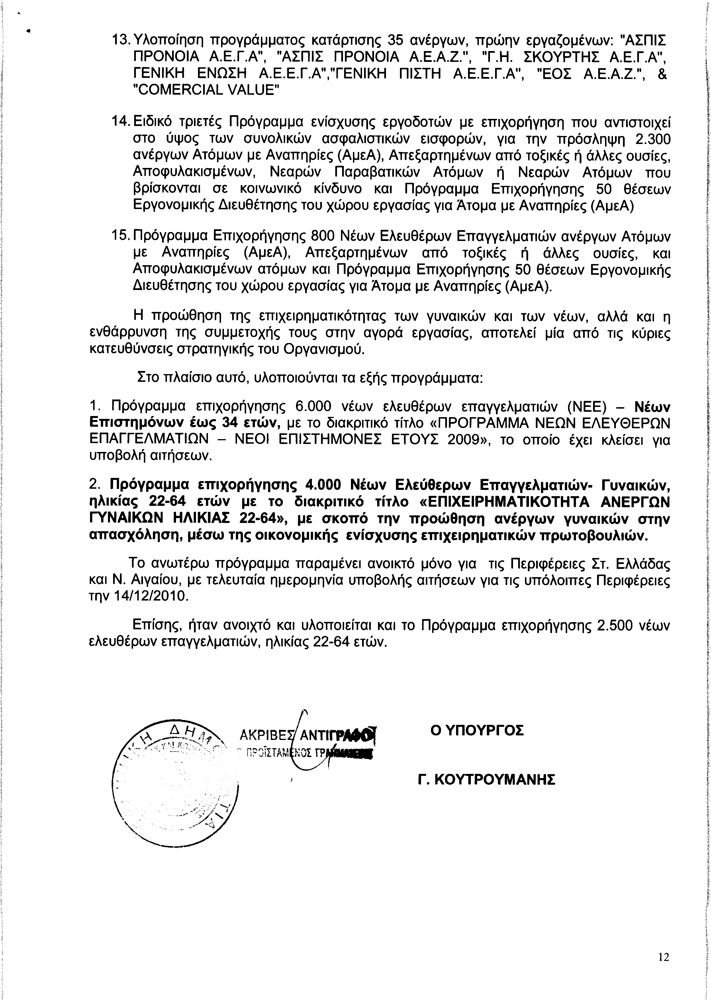 13. Υλοποίηση προγράμματος κατάρτισης 35 ανέργων, πρώην εργαζομένων: "ΑΣΠΙΣ
ΠΡΟΝΟΙΑ Α.Ε.Γ.Α", "ΑΣΠΙΣ ΠΡΟΝΟΙΑ Α.Ε.Α.Ζ.", "Γ.Η. ΣΚΟΥΡΤΗΣ Α.Ε.Γ.Α",
ΓΕΝΙΚΗ ΕΝΩΣΗ Α.Ε.Ε.Γ.Α","ΓΕΝΙΚΗ ΠΙΣΤΗ Α.Ε.Ε.Γ.Α", "ΕΟΣ Α.Ε.Α.Ζ.", &
"COMERCIAL VALUE"
14. Ειδικό τριετές Πρόγραμμα ενίσχυσης εργοδοτών με επιχορήγηση που αντιστοιχεί
στο ύψος των συνολικών ασφαλιστικών εισφορών, για την πρόσληψη 2.300
ανέργων Ατόμων με Αναπηρίες (ΑμεΑ), Απεξαρτημένων από τοξικές ή άλλες ουσίες,
Αποφυλακισμένων, Νεαρών Παραβατικών Ατόμων ή Νεαρών Ατόμων που
βρίσκονται σε κοινωνικό κίνδυνο και Πρόγραμμα Επιχορήγησης 50 θέσεων
Εργονομικής Διευθέτησης του χώρου εργασίας για Άτομα με Αναπηρίες (ΑμεΑ)
15. Πρόγραμμα Επιχορήγησης 800 Νέων Ελευθέρων Επαγγελματιών ανέργων Ατόμων
με Αναπηρίες (ΑμεΑ), Απεξαρτημένων από τοξικές ή άλλες ουσίες, και
Αποφυλακισμένων ατόμων και Πρόγραμμα Επιχορήγησης 50 θέσεων Εργονομικής
Διευθέτησης του χώρου εργασίας για Άτομα με Αναπηρίες (ΑμεΑ).
Η προώθηση της επιχειρηματικότητας των γυναικών και των νέων, αλλά και η
ενθάρρυνση της συμμετοχής τους στην αγορά εργασίας, αποτελεί μία από τις κύριες
κατευθύνσεις στρατηγικής του Οργανισμού.
Στο πλαίσιο αυτό, υλοποιούνται τα εξής προγράμματα:
1. Πρόγραμμα επιχορήγησης 6.000 νέων ελευθέρων επαγγελματιών (ΝΕΕ) – Νέων
Επιστημόνων έως 34 ετών, με το διακριτικό τίτλο «ΠΡΟΓΡΑΜΜΑ ΝΕΩΝ ΕΛΕΥΘΕΡΩΝ
ΕΠΑΓΓΕΛΜΑΤΙΩΝ – ΝΕΟΙ ΕΠΙΣΤΗΜΟΝΕΣ ΕΤΟΥΣ 2009», το οποίο έχει κλείσει για
υποβολή αιτήσεων.
2. Πρόγραμμα επιχορήγησης 4.000 Νέων Ελεύθερων Επαγγελματιών- Γυναικών,
ηλικίας 22-64 ετών με το διακριτικό τίτλο «ΕΠΙΧΕΙΡΗΜΑΤΙΚΟΤΗΤΑ ΑΝΕΡΓΩΝ
ΓΥΝΑΙΚΩΝ ΗΛΙΚΙΑΣ 22-64», με σκοπό την προώθηση ανέργων γυναικών στην
απασχόληση, μέσω της οικονομικής ενίσχυσης επιχειρηματικών πρωτοβουλιών.
Το ανωτέρω πρόγραμμα παραμένει ανοικτό μόνο για τις Περιφέρειες Στ. Ελλάδας
και Ν. Αιγαίου, με τελευταία ημερομηνία υποβολής αιτήσεων για τις υπόλοιπες Περιφέρειες
την 14/12/2010.
Επίσης, ήταν ανοιχτό και υλοποιείται και το Πρόγραμμα επιχορήγησης 2.500 νέων
ελευθέρων επαγγελματιών, ηλικίας 22-64 ετών.
ΑΚΡΙΒΕΣ ΑΝΤΙΓΡΑΦΟ
ΠΡΟΪΣΤΑΜΕΝΟΣ
Ο ΥΠΟΥΡΓΟΣ
Γ. ΚΟΥΤΡΟΥΜΑΝΗΣ
12